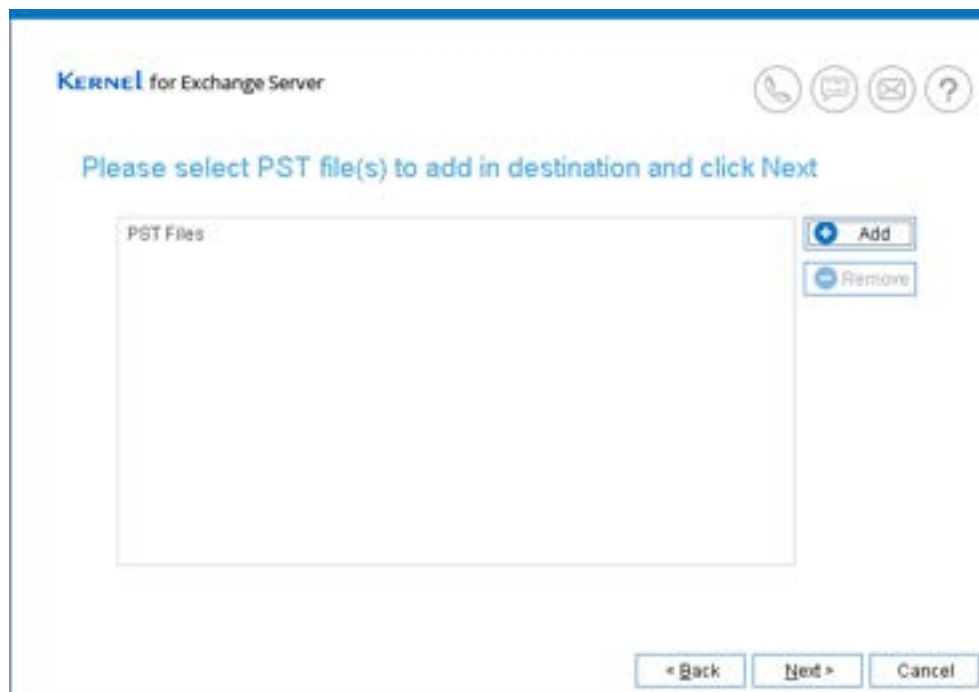 KERNEL for Exchange Server
?
Please select PST file(s) to add in destination and click Next
PST Files
Add
Remove
< Back
Next >
Cancel